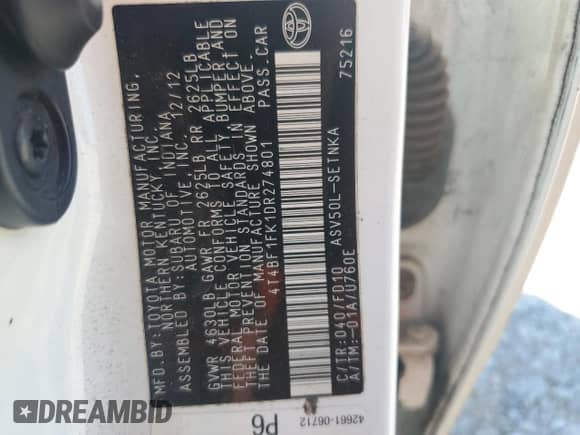 MFD. BY: TOYOTA MOTOR MANUFACTURING,
NORTHERN KENTUCKY, INC.
ASSEMBLED BY: SUBARU OF INDIANA
AUTOMOTIVE, INC. 12/12
GVWR 4630LB GAWR FR 2625LB RR 2625LB
THIS VEHICLE CONFORMS TO ALL APPLICABLE
FEDERAL MOTOR VEHICLE SAFETY, BUMPER, AND
THEFT PREVENTION STANDARDS IN EFFECT ON
THE DATE OF MANUFACTURE SHOWN ABOVE.
4T4BF1FK1DR274801 PASS. CAR
C/TR: 040/FD10 ASV50L-SETNKA 75216
A/TM: -01A/U760E
42661-06712
P6
DREAMBID